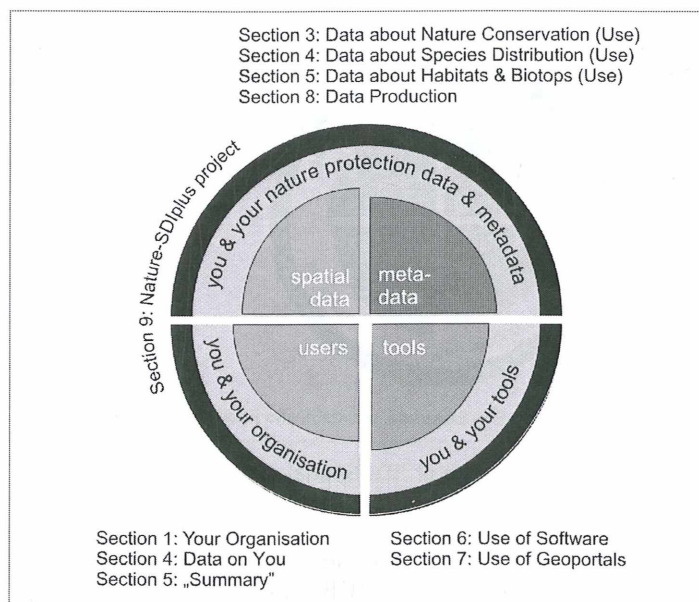 Section 3: Data about Nature Conservation (Use)
Section 4: Data about Species Distribution (Use)
Section 5: Data about Habitats & Biotops (Use)
Section 8: Data Production
Section 9: Nature-SDIplus project
you & your nature protection data & metadata
spatial
data
meta-
data
users
tools
you & your organisation
you & your tools
Section 1: Your Organisation
Section 4: Data on You
Section 5: „Summary"
Section 6: Use of Software
Section 7: Use of Geoportals